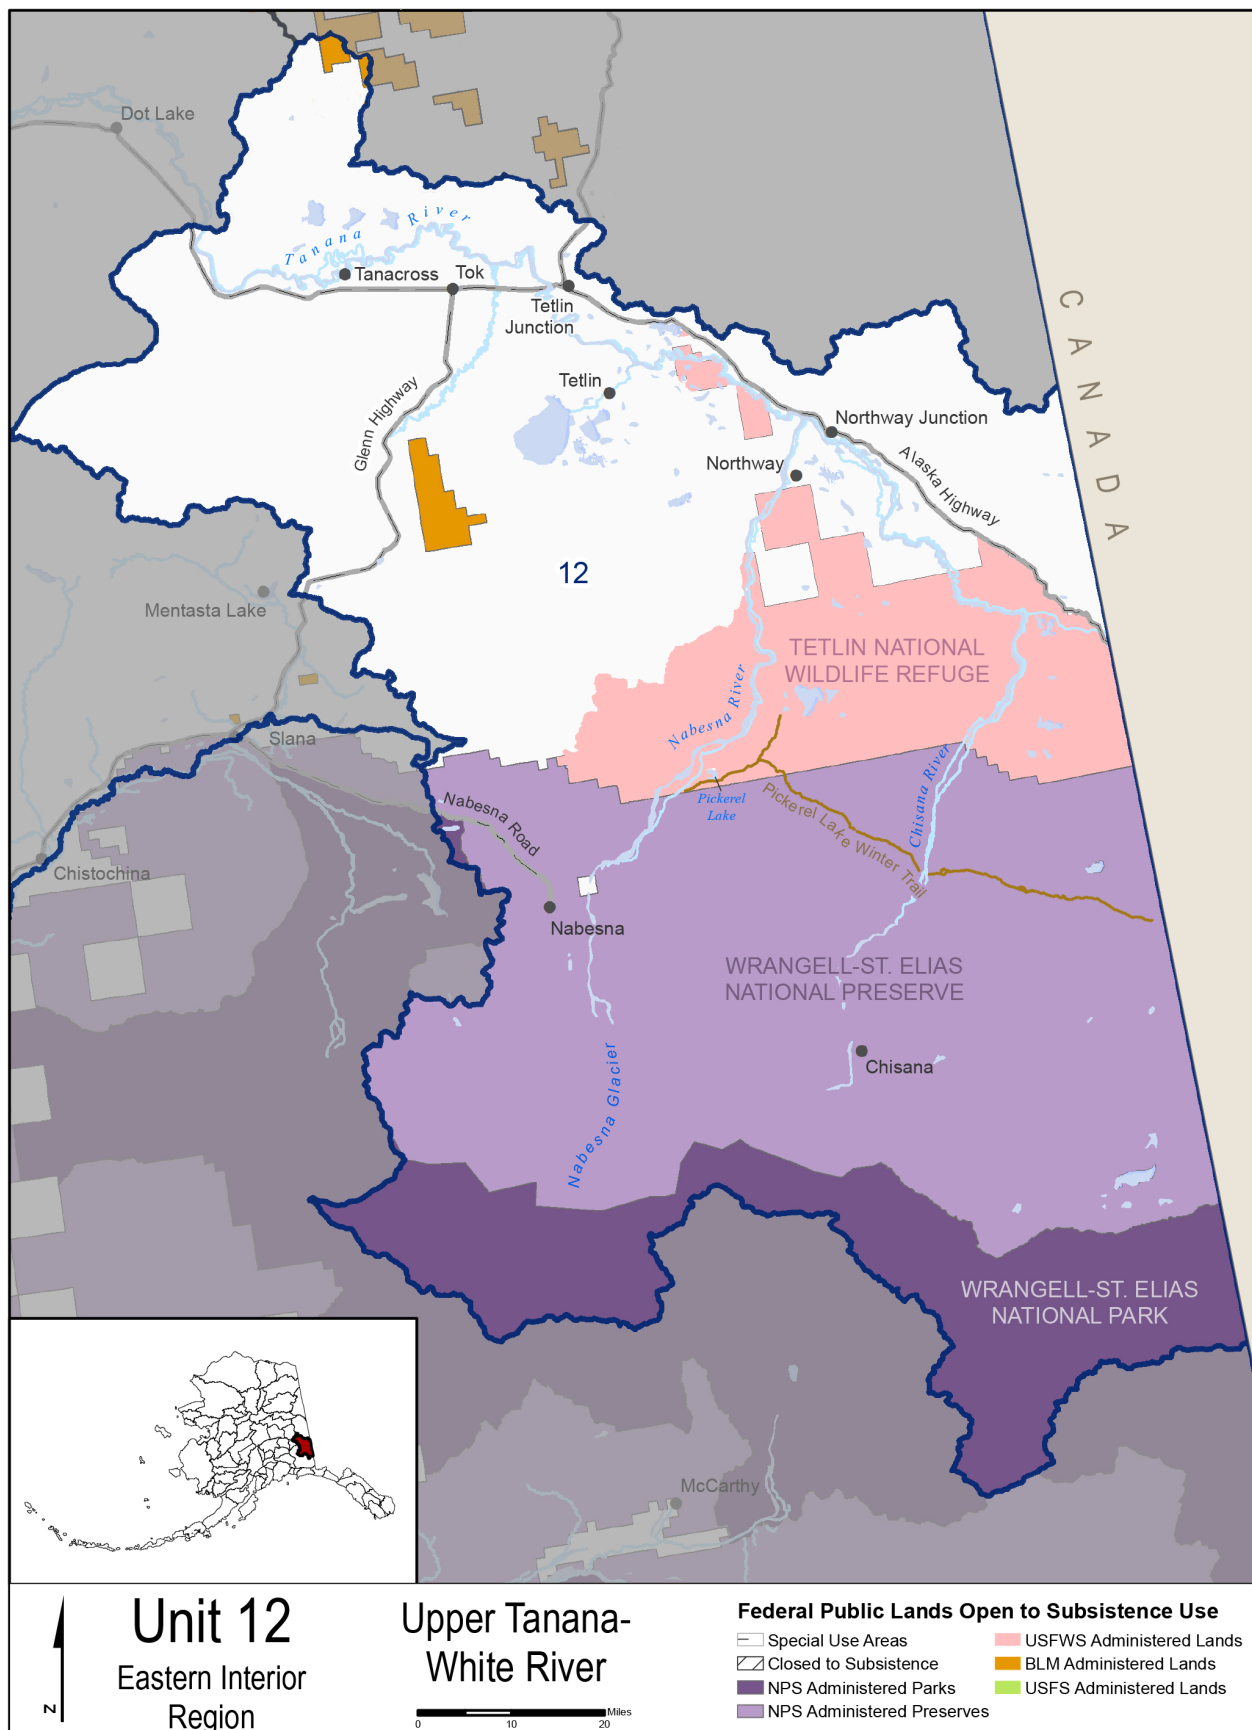 Dot Lake
Tanana River
Tanacross
Tok
Tetlin
Junction
CANADA
Tetlin
Glenn Highway
Northway Junction
Northway
Alaska Highway
12
Mentasta Lake
TETLIN NATIONAL
WILDLIFE REFUGE
Nabesna River
Slana
Chisana River
Pickerel
Lake
Pickerel Lake Winter Trail
Nabesna Road
Chistochina
Nabesna
WRANGELL-ST. ELIAS
NATIONAL PRESERVE
Chisana
Nabesna Glacier
WRANGELL-ST. ELIAS
NATIONAL PARK
McCarthy
N
Unit 12
Eastern Interior
Region
Upper Tanana-
White River
Miles
0 10 20
Federal Public Lands Open to Subsistence Use
Special Use Areas
Closed to Subsistence
NPS Administered Parks
NPS Administered Preserves
USFWS Administered Lands
BLM Administered Lands
USFS Administered Lands